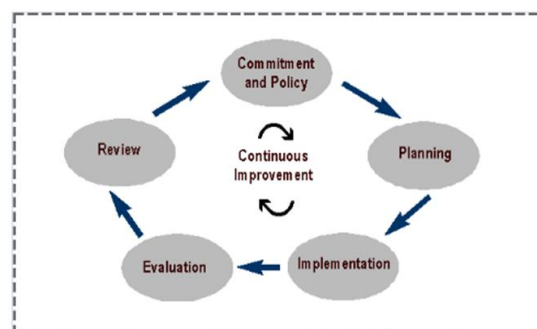 Commitment
and Policy
Review
Continuous
Improvement
Planning
Evaluation
Implementation